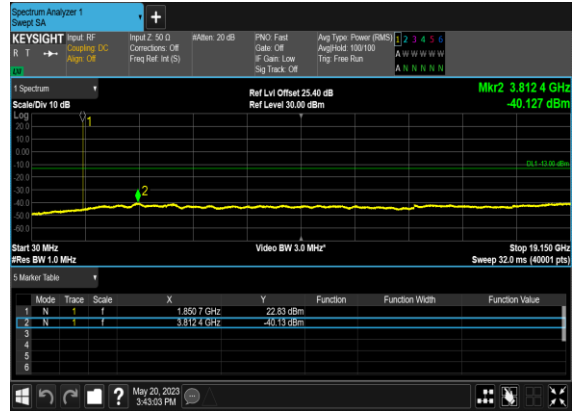 Spectrum Analyzer 1
Swept SA
+
KEYSIGHT Input: RF Input Z: 50 Ω #Atten: 20 dB PNO: Fast Avg Type: Power (RMS) 1 2 3 4 5 6
R T Coupling: DC Corrections: Off Gate: Off Avg|Hold: 100/100 A W W W W W
Align: Off Freq Ref: Int (S) IF Gain: Low Trig: Free Run
Sig Track: Off A N N N N N
1 Spectrum Ref Lvl Offset 25.40 dB Mkr2 3.812 4 GHz
Scale/Div 10 dB Ref Level 30.00 dBm -40.127 dBm
Log
1
20.0
10.0
0.00
-10.0
DL1 -13.00 dBm
-20.0
-30.0
2
-40.0
-50.0
-60.0
Start 30 MHz Video BW 3.0 MHz* Stop 19.150 GHz
#Res BW 1.0 MHz Sweep 32.0 ms (40001 pts)
5 Marker Table
Mode Trace Scale X Y Function Function Width Function Value
1 N 1 f 1.850 7 GHz 22.83 dBm
2 N 1 f 3.812 4 GHz -40.13 dBm
3
4
5
6
? May 20, 2023
3:43:03 PM